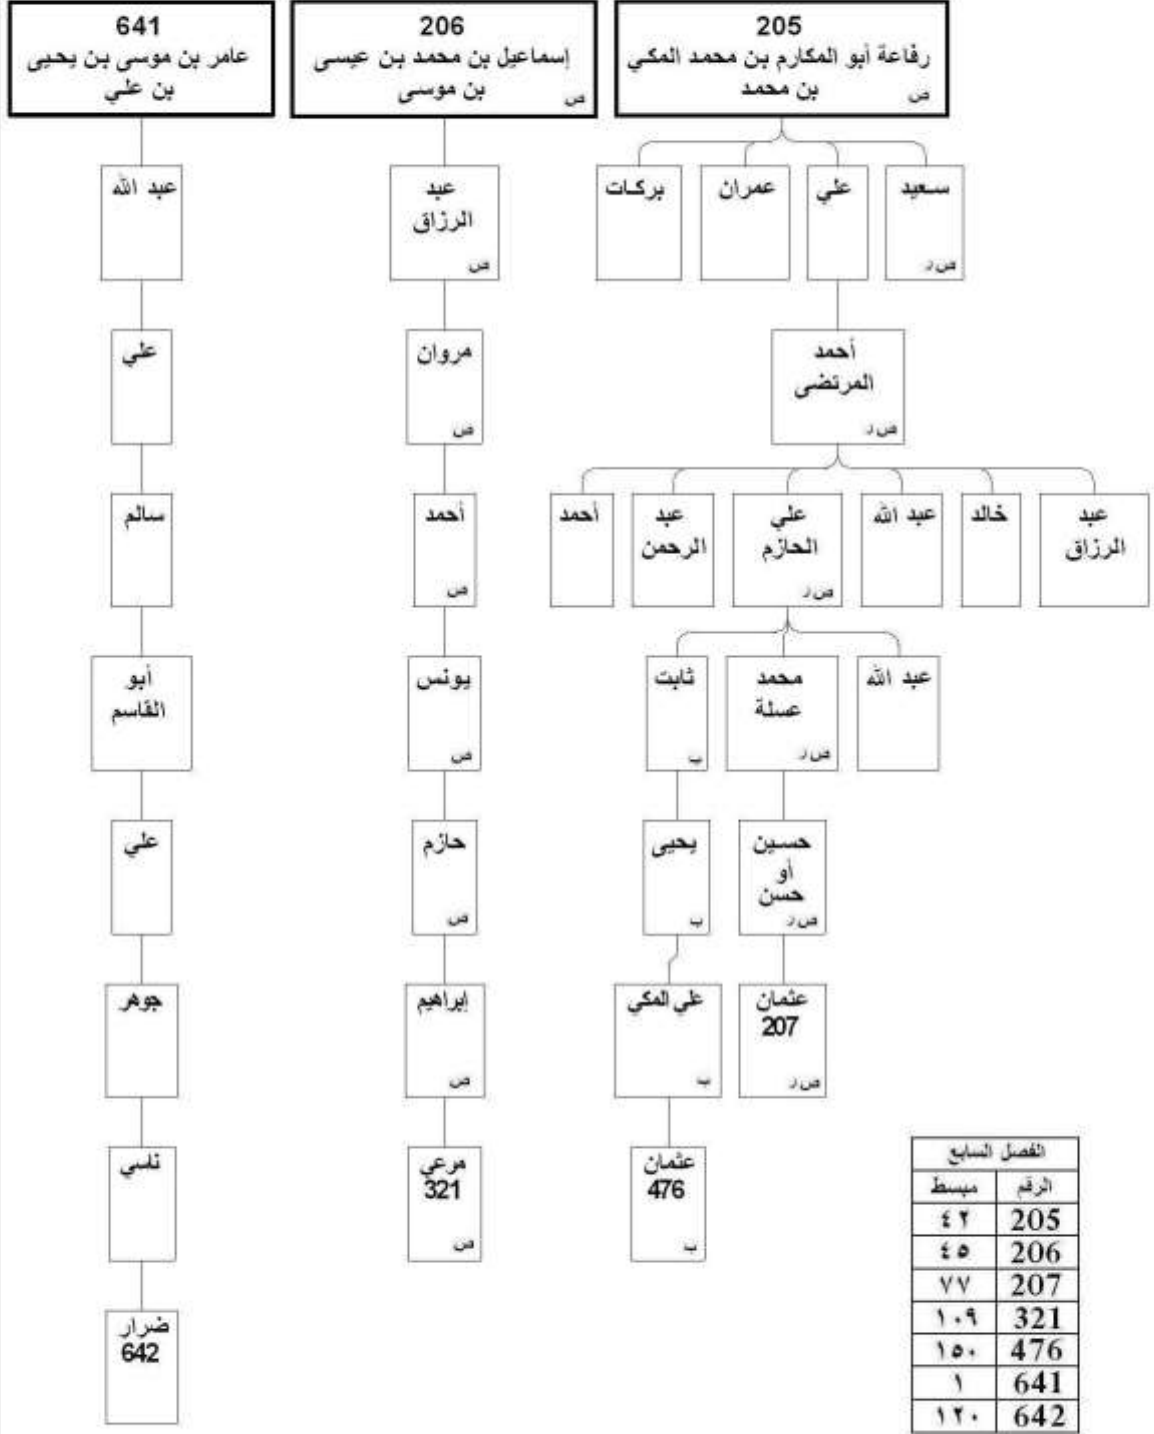 205
رفاعة أبو المكارم بن محمد المكي
بن محمد
ص
206
إسماعيل بن محمد بن عيسى
بن موسى
ص
641
عامر بن موسى بن يحيى
بن علي
سعيد
ص ر
علي
عمران
بركات
عبد
الرزاق
ص
عبد الله
أحمد
المرتضى
ص ر
مروان
ص
علي
عبد
الرزاق
خالد
عبد الله
علي
الحازم
ص ر
عبد
الرحمن
أحمد
أحمد
ص
سالم
عبد الله
محمد
عسلة
ص ر
ثابت
ب
يونس
ص
أبو
القاسم
حسين
أو
حسن
ص ر
يحيى
ب
حازم
ص
علي
عثمان
207
ص ر
علي المكي
ب
إبراهيم
ص
جوهر
عثمان
476
ب
مرعي
321
ص
ناسي
ضرار
642
الفصل السابع
الرقم مبسط
205 ٤٢
206 ٤٥
207 ٧٧
321 ١٠٩
476 ١٥٠
641 ١
642 ١٢٠